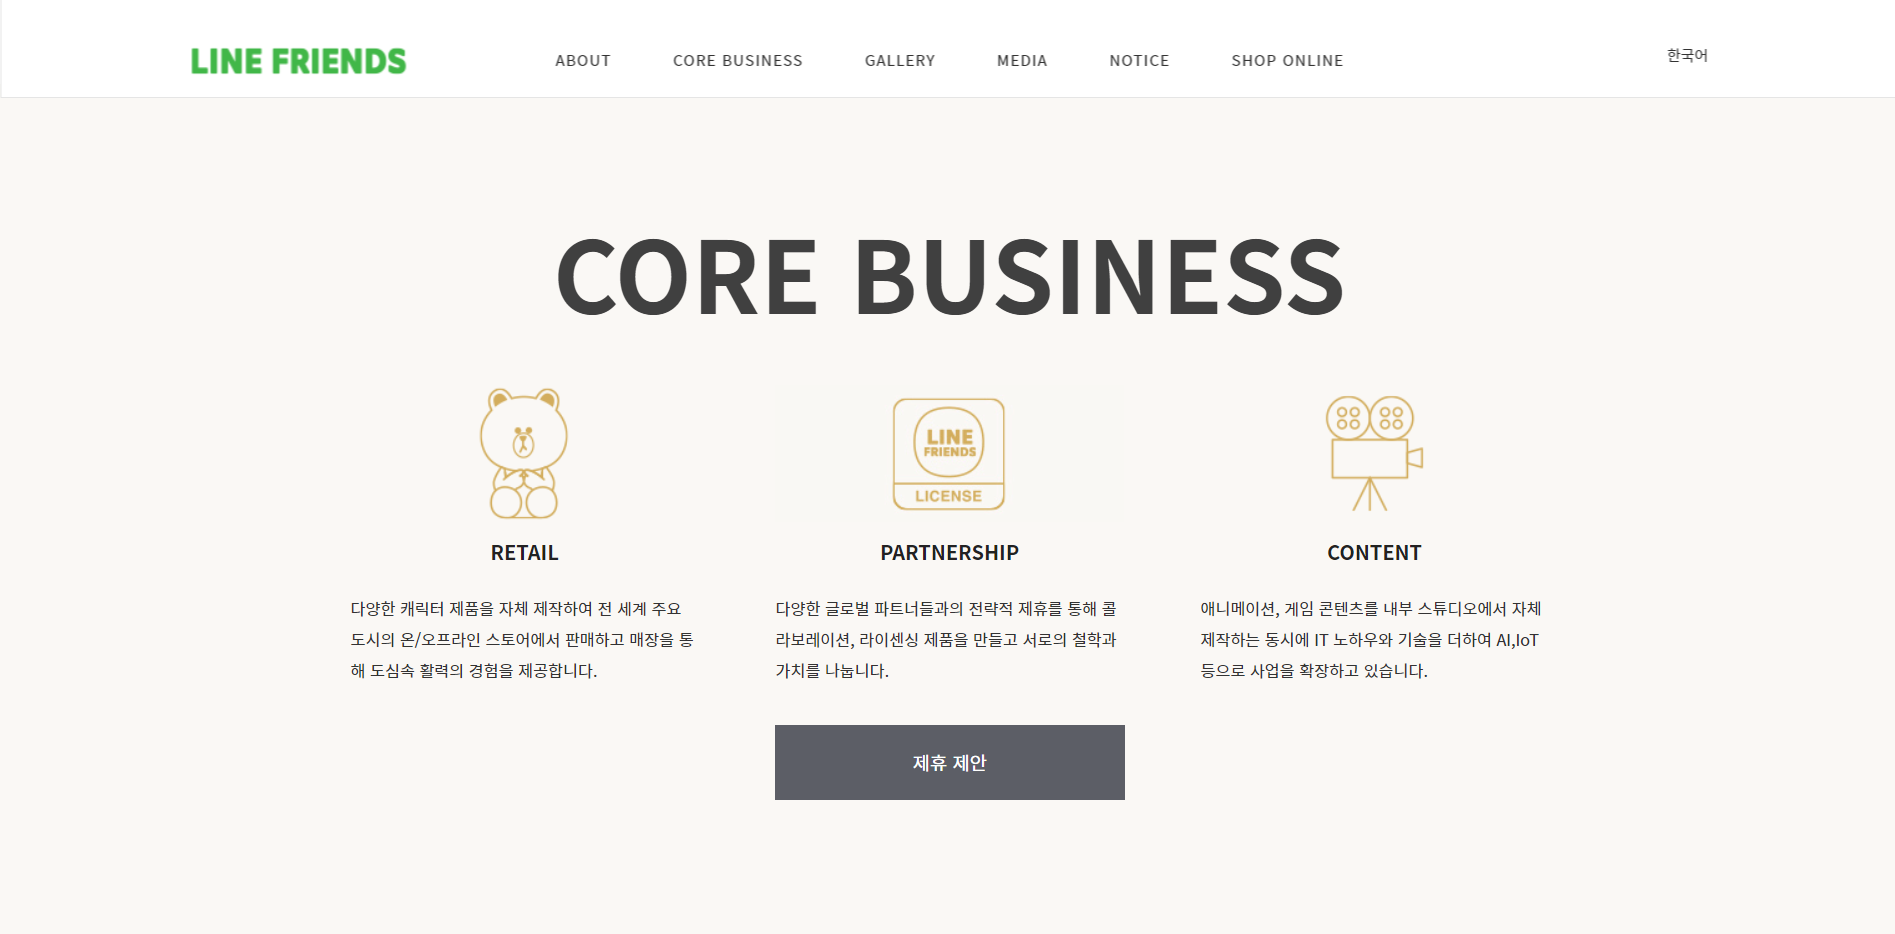 LINE FRIENDS
ABOUT
CORE BUSINESS
GALLERY
MEDIA
NOTICE
SHOP ONLINE
한국어
CORE BUSINESS
LINE
FRIENDS
LICENSE
RETAIL
다양한 캐릭터 제품을 자체 제작하여 전 세계 주요
도시의 온/오프라인 스토어에서 판매하고 매장을 통
해 도심속 활력의 경험을 제공합니다.
PARTNERSHIP
다양한 글로벌 파트너들과의 전략적 제휴를 통해 콜
라보레이션, 라이센싱 제품을 만들고 서로의 철학과
가치를 나눕니다.
제휴 제안
CONTENT
애니메이션, 게임 콘텐츠를 내부 스튜디오에서 자체
제작하는 동시에 IT 노하우와 기술을 더하여 AI,IoT
등으로 사업을 확장하고 있습니다.